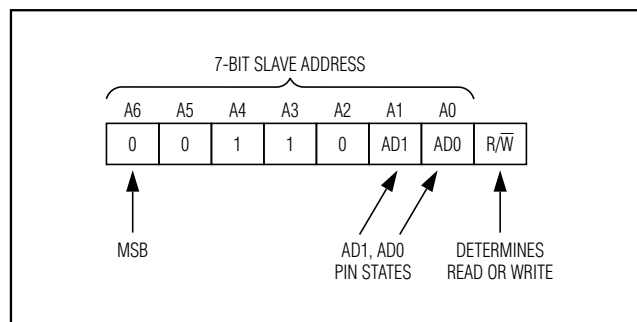 7-BIT SLAVE ADDRESS
A6 A5 A4 A3 A2 A1 A0
0 0 1 1 0 AD1 AD0 R/W̅
MSB AD1, AD0 DETERMINES
PIN STATES READ OR WRITE